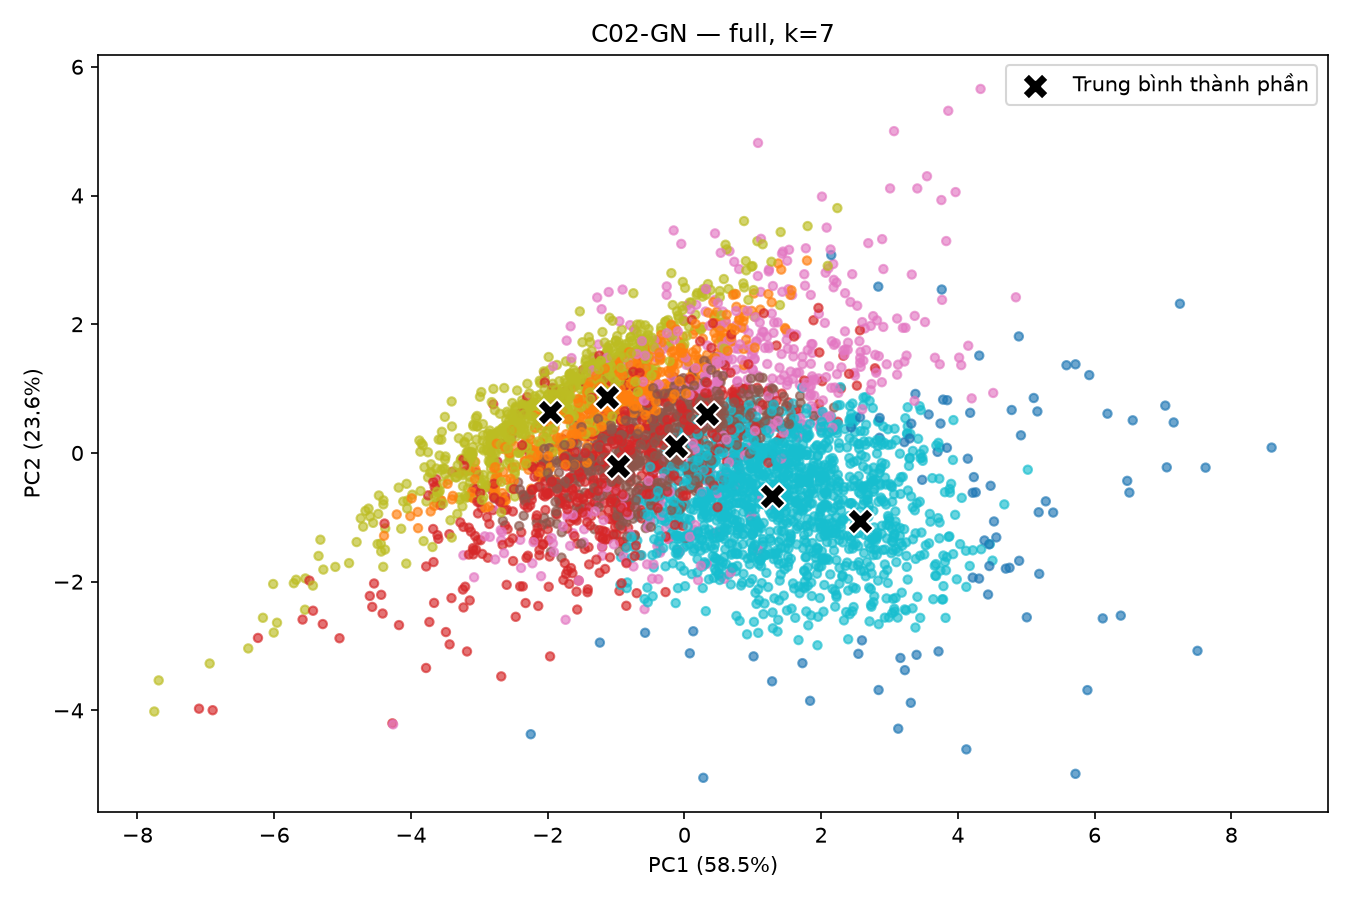 C02-GN — full, k=7
Trung bình thành phần
6
4
2
0
−2
−4
PC2 (23.6%)
−8 −6 −4 −2 0 2 4 6 8
PC1 (58.5%)